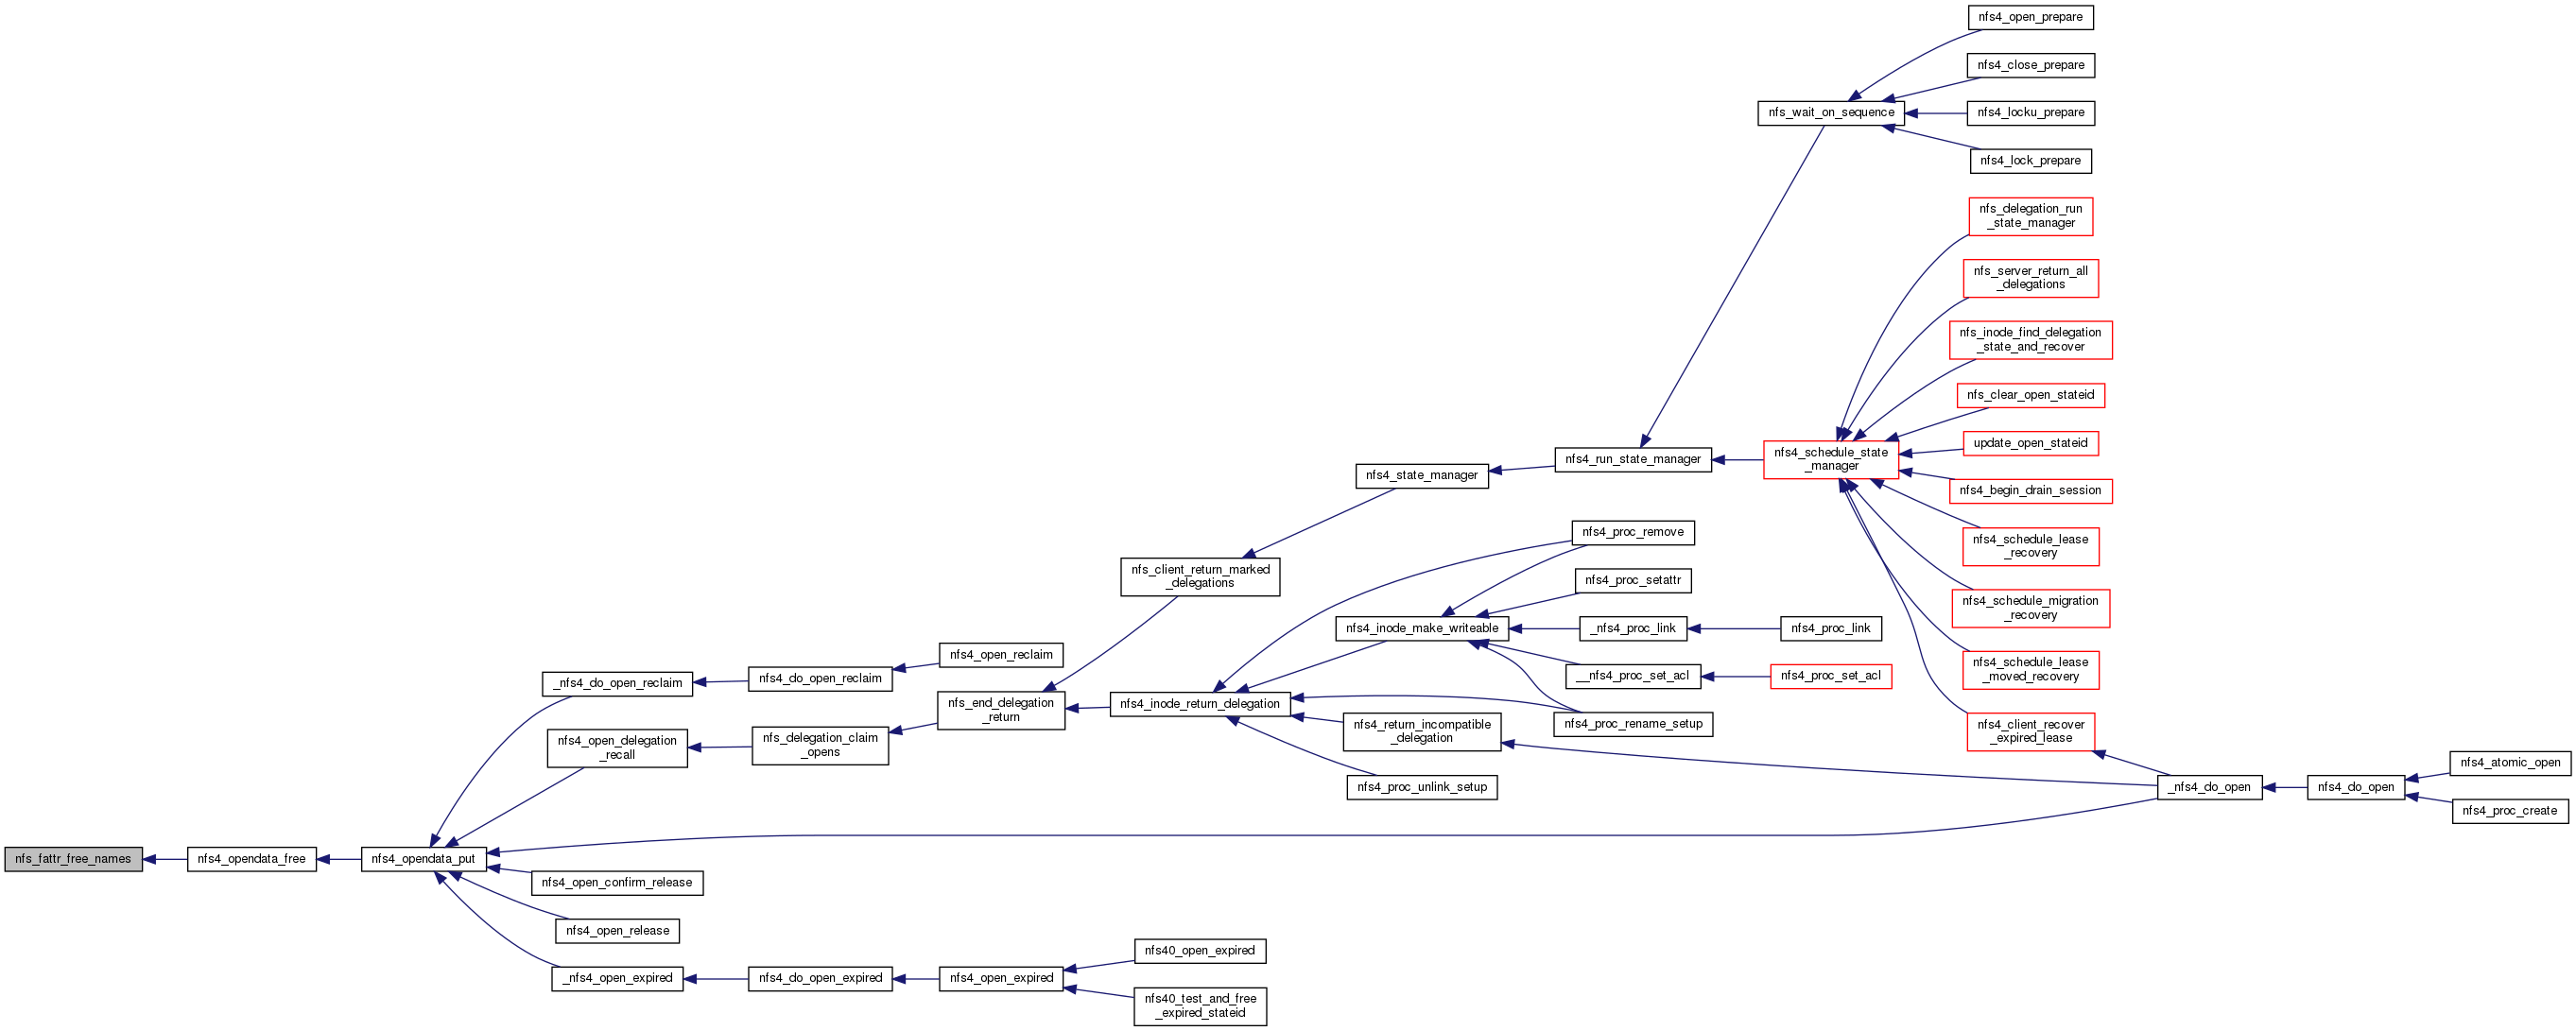 nfs4_open_prepare
nfs4_close_prepare
nfs_wait_on_sequence
nfs4_locku_prepare
nfs4_lock_prepare
nfs_delegation_run
_state_manager
nfs_server_return_all
_delegations
nfs_inode_find_delegation
_state_and_recover
nfs_clear_open_stateid
update_open_stateid
nfs4_schedule_state
_manager
nfs4_run_state_manager
nfs4_state_manager
nfs4_begin_drain_session
nfs4_proc_remove
nfs4_schedule_lease
_recovery
nfs_client_return_marked
_delegations
nfs4_proc_setattr
nfs4_schedule_migration
_recovery
nfs4_inode_make_writeable
_nfs4_proc_link
nfs4_proc_link
nfs4_open_reclaim
nfs4_schedule_lease
_moved_recovery
_nfs4_do_open_reclaim
nfs4_do_open_reclaim
__nfs4_proc_set_acl
nfs4_proc_set_acl
nfs_end_delegation
_return
nfs4_inode_return_delegation
nfs4_proc_rename_setup
nfs4_return_incompatible
_delegation
nfs4_client_recover
_expired_lease
nfs4_open_delegation
_recall
nfs_delegation_claim
_opens
nfs4_proc_unlink_setup
_nfs4_do_open
nfs4_do_open
nfs4_atomic_open
nfs4_proc_create
nfs_fattr_free_names
nfs4_opendata_free
nfs4_opendata_put
nfs4_open_confirm_release
nfs4_open_release
_nfs4_open_expired
nfs4_do_open_expired
nfs4_open_expired
nfs40_open_expired
nfs40_test_and_free
_expired_stateid